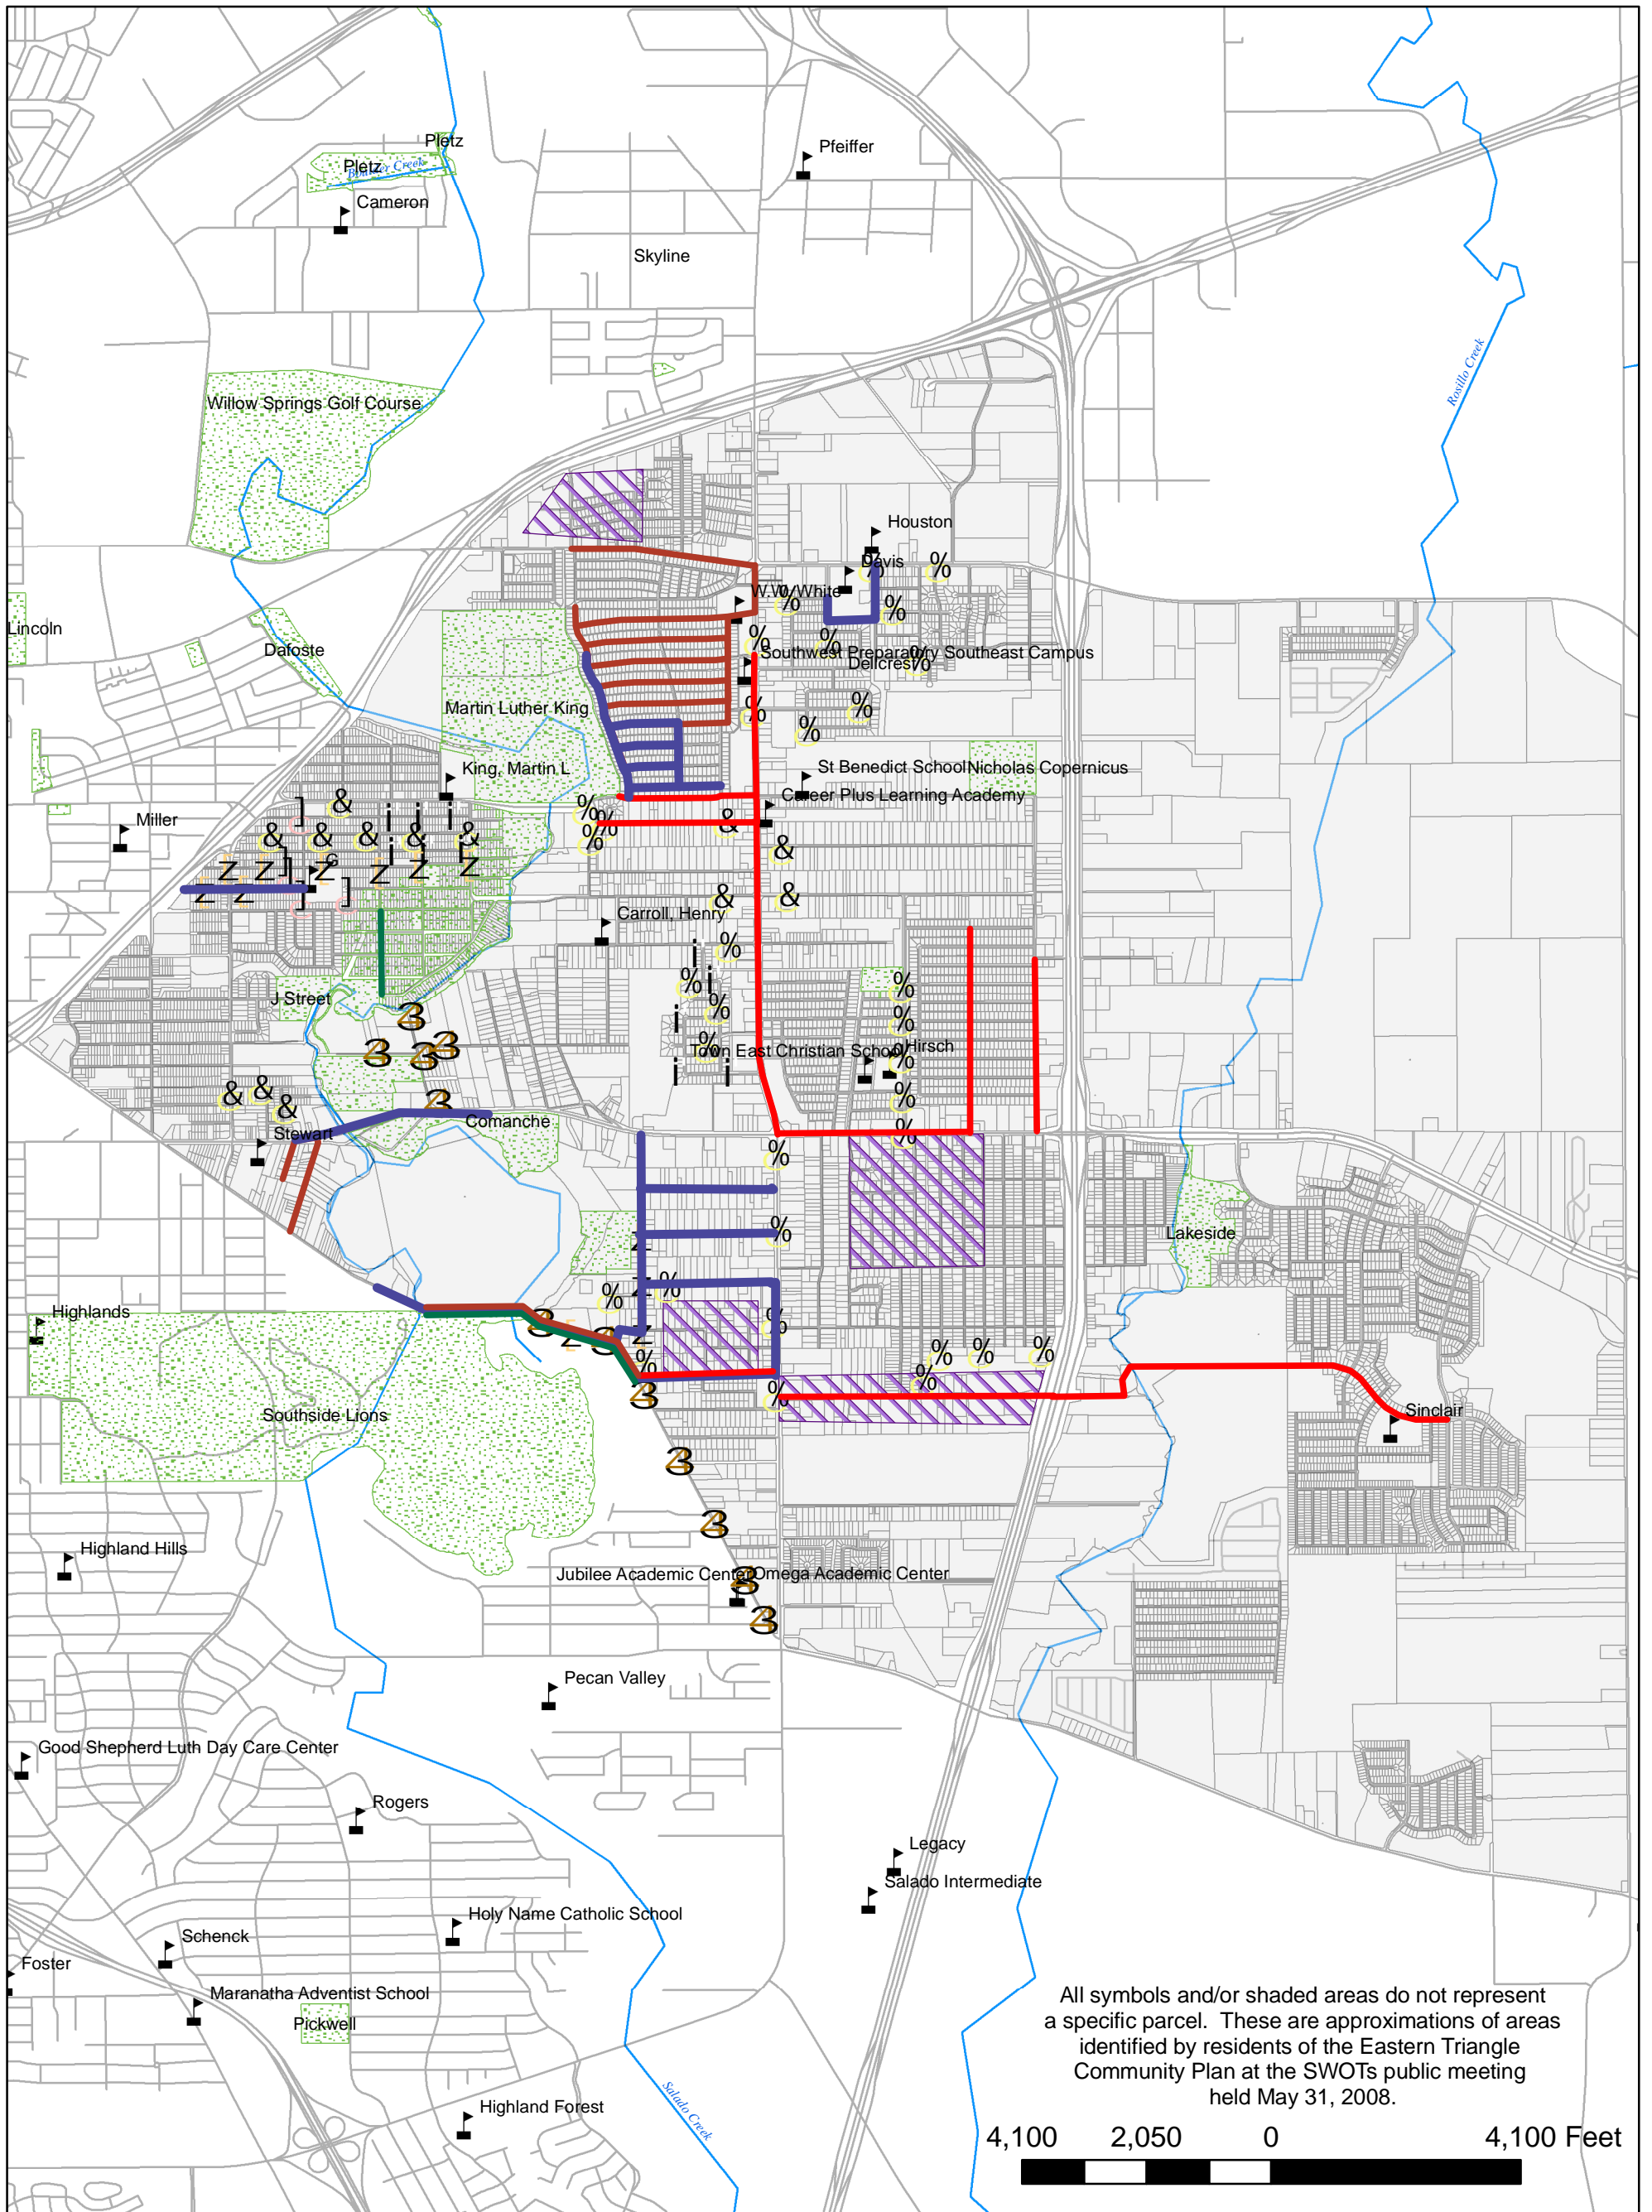 Pletz
Pletz
Boulder Creek
Pfeiffer
Cameron
Skyline
Rosillo Creek
Willow Springs Golf Course
Houston
Davis
W.W. White
Lincoln
Dafoste
Southwest Preparatory Southeast Campus
Dellcrest
Martin Luther King
King, Martin L
St Benedict School
Nicholas Copernicus
Career Plus Learning Academy
Miller
Carroll, Henry
J Street
Town East Christian School
Hirsch
Comanche
Stewart
Lakeside
Highlands
Southside Lions
Sinclair
Highland Hills
Jubilee Academic Center
Omega Academic Center
Pecan Valley
Good Shepherd Luth Day Care Center
Rogers
Legacy
Salado Intermediate
Holy Name Catholic School
Schenck
Foster
Maranatha Adventist School
Pickwell
Highland Forest
Salado Creek
All symbols and/or shaded areas do not represent
a specific parcel. These are approximations of areas
identified by residents of the Eastern Triangle
Community Plan at the SWOTs public meeting
held May 31, 2008.
4,100 2,050 0 4,100 Feet